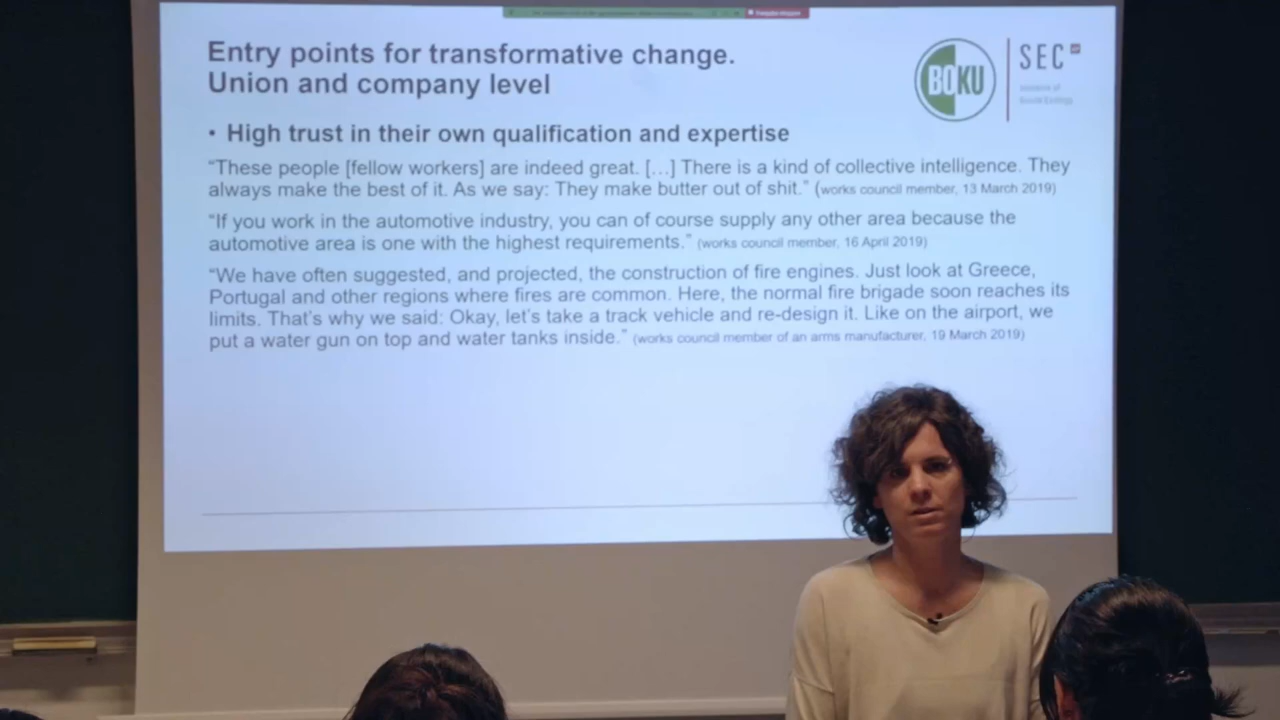 Entry points for transformative change.
Union and company level
BOKU
SEC
• High trust in their own qualification and expertise
“These people [fellow workers] are indeed great. […] There is a kind of collective intelligence. They
always make the best of it. As we say: They make butter out of shit.” (works council member, 13 March 2019)
“If you work in the automotive industry, you can of course supply any other area because the
automotive area is one with the highest requirements.” (works council member, 16 April 2019)
“We have often suggested, and projected, the construction of fire engines. Just look at Greece,
Portugal and other regions where fires are common. Here, the normal fire brigade soon reaches its
limits. That’s why we said: Okay, let’s take a track vehicle and re-design it. Like on the airport, we
put a water gun on top and water tanks inside.” (works council member of an arms manufacturer, 19 March 2019)